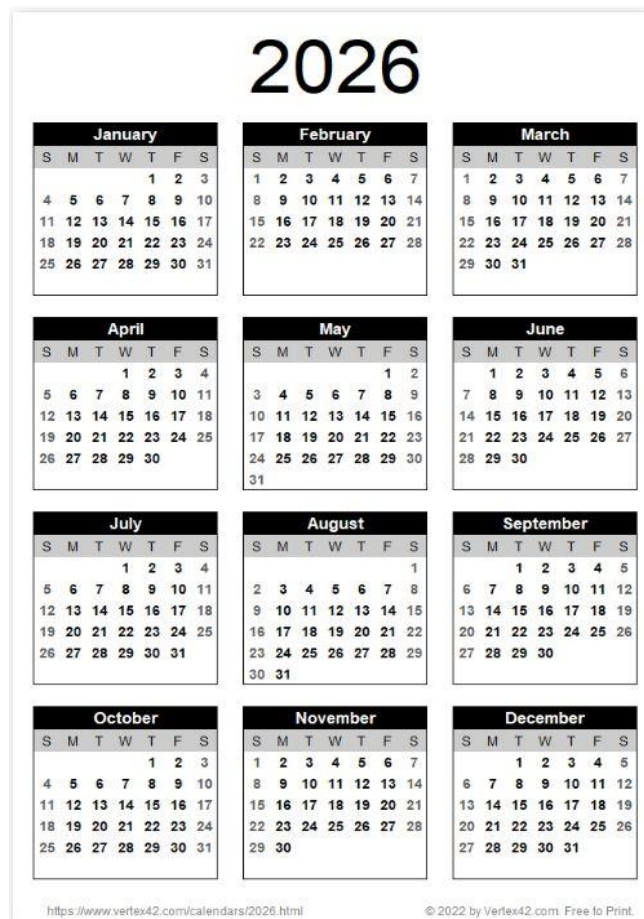 2026
January February March
S M T W T F S S M T W T F S S M T W T F S
1 2 3 1 2 3 4 5 6 7 1 2 3 4 5 6 7
4 5 6 7 8 9 10 8 9 10 11 12 13 14 8 9 10 11 12 13 14
11 12 13 14 15 16 17 15 16 17 18 19 20 21 15 16 17 18 19 20 21
18 19 20 21 22 23 24 22 23 24 25 26 27 28 22 23 24 25 26 27 28
25 26 27 28 29 30 31 29 30 31
April May June
S M T W T F S S M T W T F S S M T W T F S
1 2 3 4 1 2 1 2 3 4 5 6
5 6 7 8 9 10 11 3 4 5 6 7 8 9 7 8 9 10 11 12 13
12 13 14 15 16 17 18 10 11 12 13 14 15 16 14 15 16 17 18 19 20
19 20 21 22 23 24 25 17 18 19 20 21 22 23 21 22 23 24 25 26 27
26 27 28 29 30 24 25 26 27 28 29 30 28 29 30
31
July August September
S M T W T F S S M T W T F S S M T W T F S
1 2 3 4 1 1 2 3 4 5
5 6 7 8 9 10 11 2 3 4 5 6 7 8 6 7 8 9 10 11 12
12 13 14 15 16 17 18 9 10 11 12 13 14 15 13 14 15 16 17 18 19
19 20 21 22 23 24 25 16 17 18 19 20 21 22 20 21 22 23 24 25 26
26 27 28 29 30 31 23 24 25 26 27 28 29 27 28 29 30
30 31
October November December
S M T W T F S S M T W T F S S M T W T F S
1 2 3 1 2 3 4 5 6 7 1 2 3 4 5
4 5 6 7 8 9 10 8 9 10 11 12 13 14 6 7 8 9 10 11 12
11 12 13 14 15 16 17 15 16 17 18 19 20 21 13 14 15 16 17 18 19
18 19 20 21 22 23 24 22 23 24 25 26 27 28 20 21 22 23 24 25 26
25 26 27 28 29 30 31 29 30 27 28 29 30 31
https://www.vertex42.com/calendars/2026.html © 2022 by Vertex42.com. Free to Print.